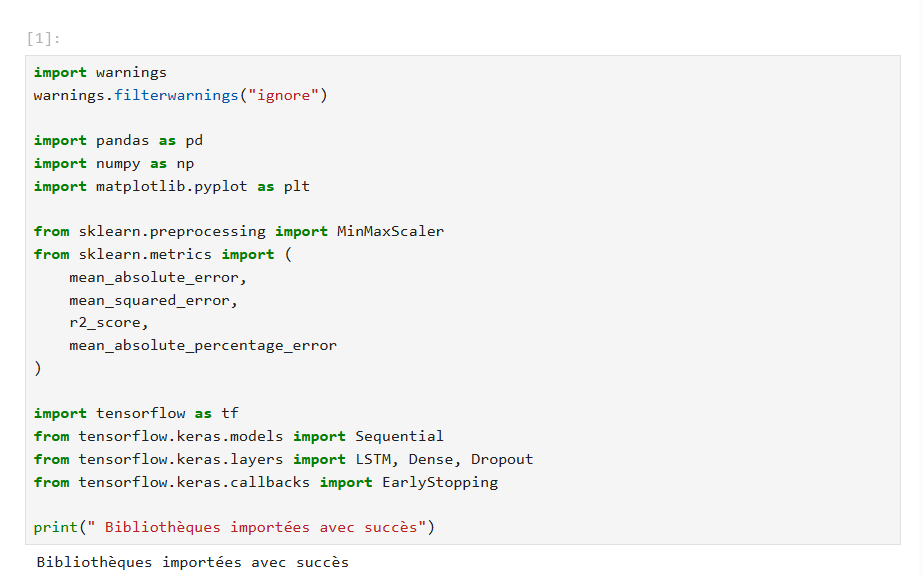 [1]:
import warnings
warnings.filterwarnings("ignore")
import pandas as pd
import numpy as np
import matplotlib.pyplot as plt
from sklearn.preprocessing import MinMaxScaler
from sklearn.metrics import (
    mean_absolute_error,
    mean_squared_error,
    r2_score,
    mean_absolute_percentage_error
)
import tensorflow as tf
from tensorflow.keras.models import Sequential
from tensorflow.keras.layers import LSTM, Dense, Dropout
from tensorflow.keras.callbacks import EarlyStopping
print(" Bibliothèques importées avec succès")
Bibliothèques importées avec succès